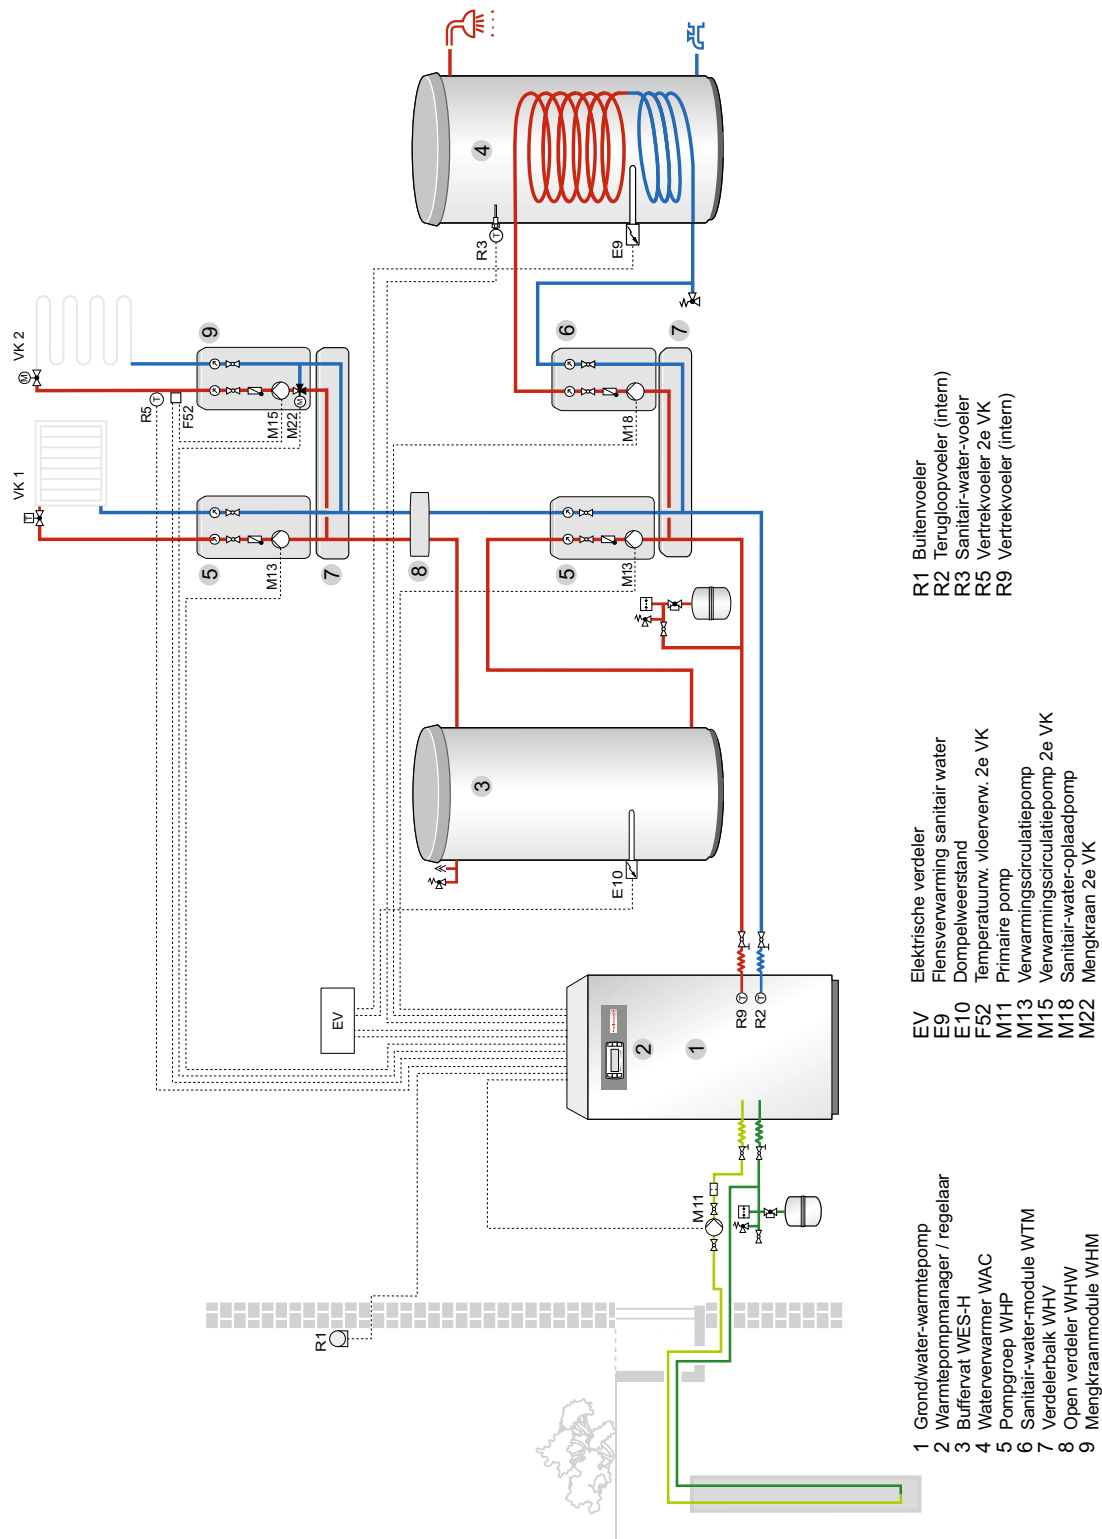 VK 1
VK 2
R5
F52
M15
M22
9
5
M13
7
8
R3
4
E9
6
M18
7
5
M13
3
E10
EV
R9
R2
2
1
M11
R1
T
T
T
T
T
T
M
M
1 Grond/water-warmtepomp
2 Warmtepompmanager / regelaar
3 Buffervat WES-H
4 Waterverwarmer WAC
5 Pompgroep WHP
6 Sanitair-water-module WTM
7 Verdelerbalk WHV
8 Open verdeler WHW
9 Mengkraanmodule WHM
EV Elektrische verdeler
E9 Flensverwarming sanitair water
E10 Dompelweerstand
F52 Temperatuurw. vloerverw. 2e VK
M11 Primaire pomp
M13 Verwarmingscirculatiepomp
M15 Verwarmingscirculatiepomp 2e VK
M18 Sanitair-water-oplaadpomp
M22 Mengkraan 2e VK
R1 Buitenvoeler
R2 Terugloopvoeler (intern)
R3 Sanitair-water-voeler
R5 Vertrekvoeler 2e VK
R9 Vertrekvoeler (intern)